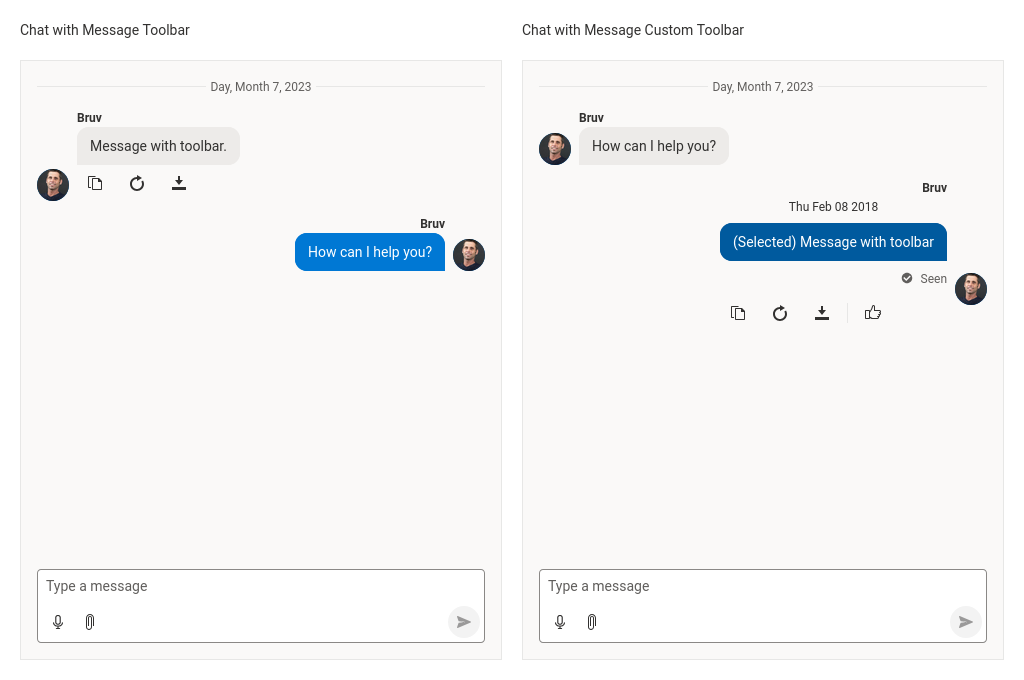 Chat with Message Toolbar
Day, Month 7, 2023
Bruv
Message with toolbar.
Bruv
How can I help you?
Type a message
Chat with Message Custom Toolbar
Day, Month 7, 2023
Bruv
How can I help you?
Bruv
Thu Feb 08 2018
(Selected) Message with toolbar
Seen
Type a message